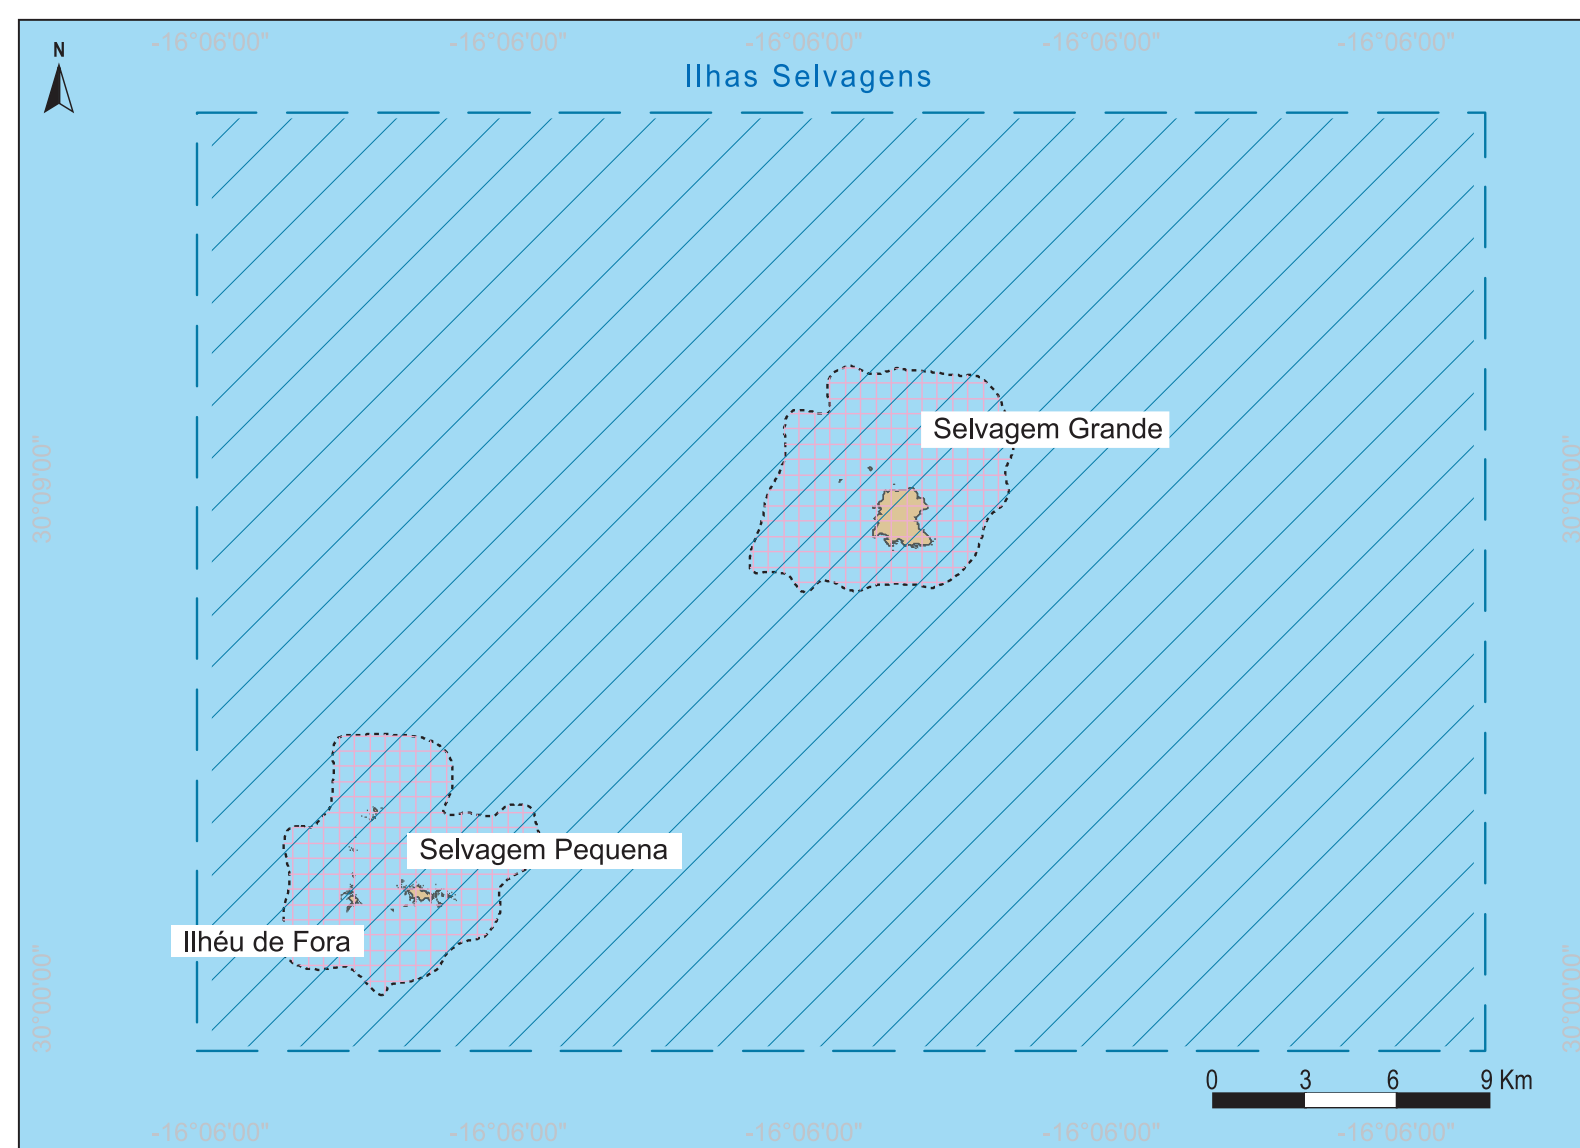 -16°06'00" -16°06'00" -16°06'00" -16°06'00" -16°06'00"
N
Ilhas Selvagens
Selvagem Grande
30°09'00" 30°09'00"
Selvagem Pequena
Ilhéu de Fora
30°00'00" 30°00'00"
0 3 6 9 Km
-16°06'00" -16°06'00" -16°06'00" -16°06'00" -16°06'00"